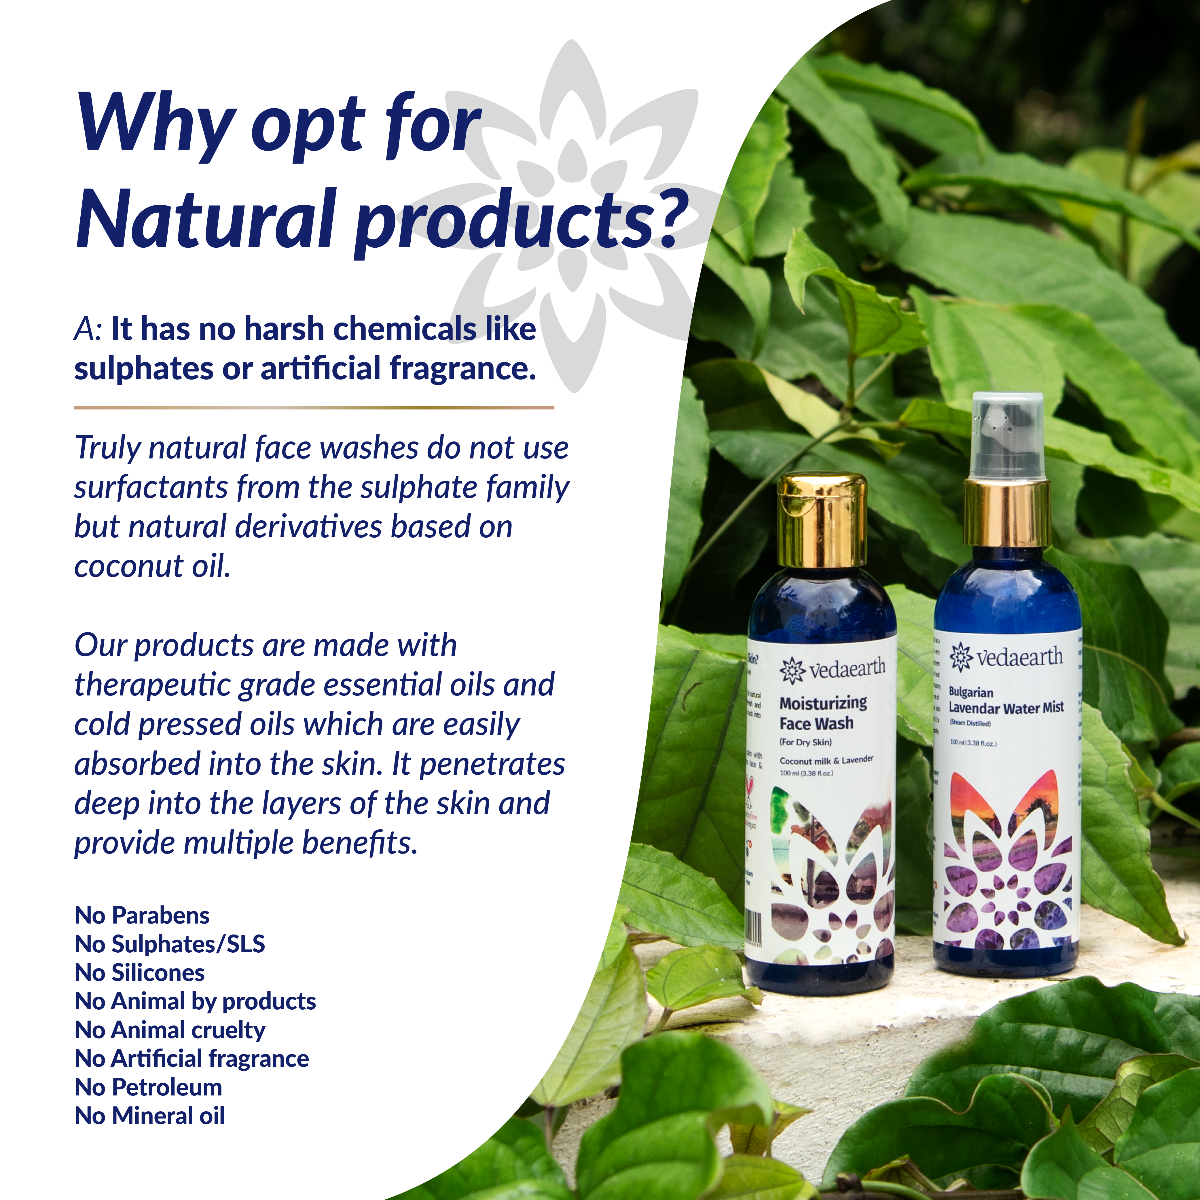 Why opt for
Natural products?
A: It has no harsh chemicals like
sulphates or artificial fragrance.
Truly natural face washes do not use
surfactants from the sulphate family
but natural derivatives based on
coconut oil.
Our products are made with
therapeutic grade essential oils and
cold pressed oils which are easily
absorbed into the skin. It penetrates
deep into the layers of the skin and
provide multiple benefits.
No Parabens
No Sulphates/SLS
No Silicones
No Animal by products
No Animal cruelty
No Artificial fragrance
No Petroleum
No Mineral oil
vedaearth
Moisturizing
Face Wash
(For Dry Skin)
Coconut milk & Lavender
100 ml (3.38 fl.oz.)
vedaearth
Bulgarian
Lavendar Water Mist
(Steam Distilled)
100 ml (3.38 fl.oz.)